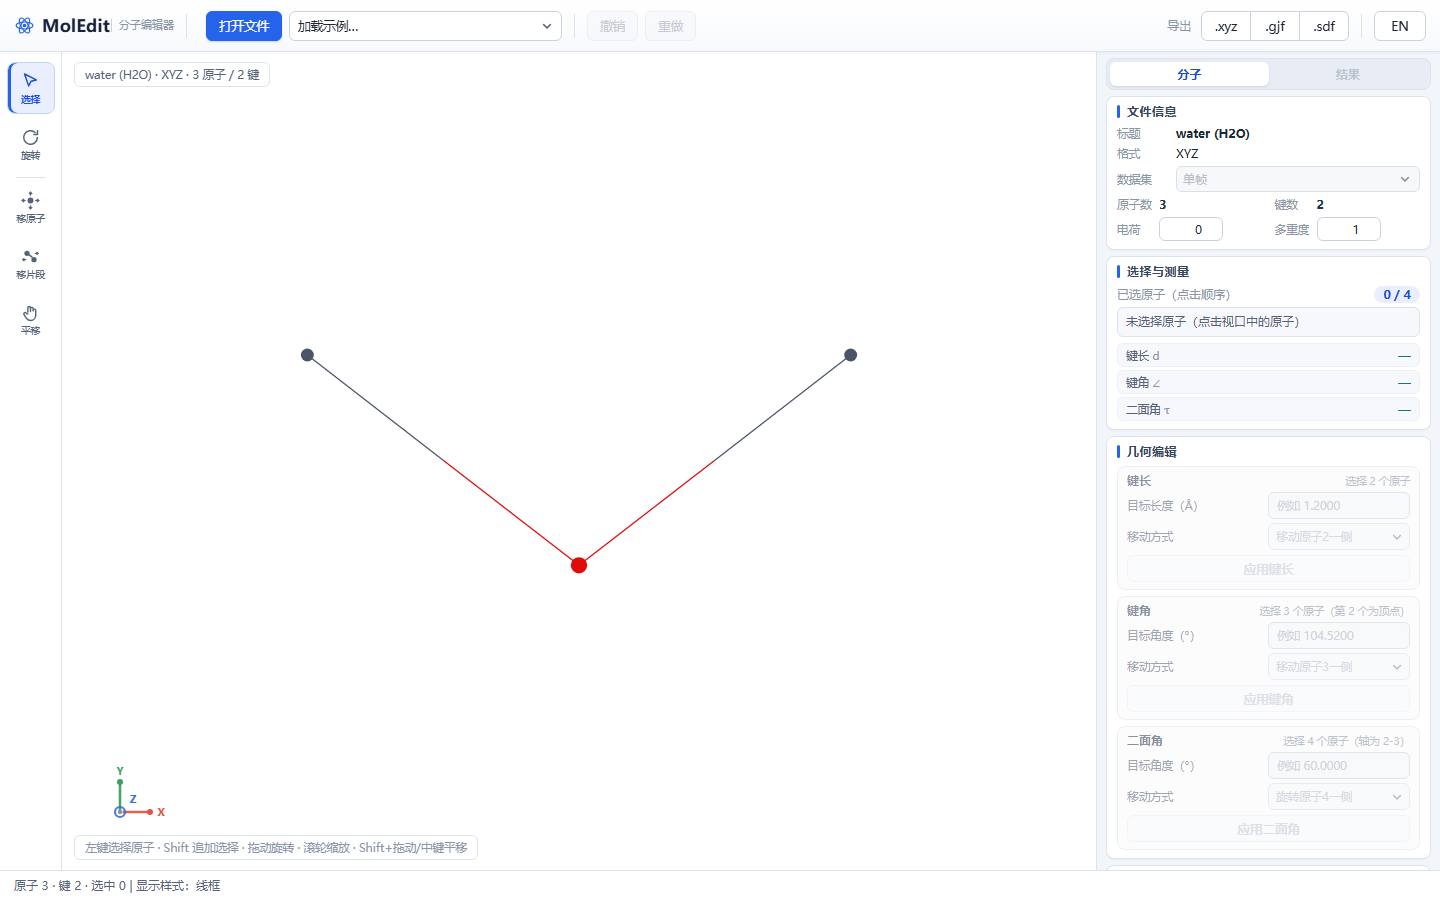 MolEdit 分子编辑器 打开文件 加载示例... 撤销 重做 导出 .xyz .gjf .sdf EN
选择
旋转
移原子
移片段
平移
water (H2O) · XYZ · 3 原子 / 2 键
Y
Z
X
左键选择原子 · Shift 追加选择 · 拖动旋转 · 滚轮缩放 · Shift+拖动/中键平移
分子 结果
文件信息
标题 water (H2O)
格式 XYZ
数据集 单帧
原子数 3 键数 2
电荷 0 多重度 1
选择与测量
已选原子（点击顺序） 0 / 4
未选择原子（点击视口中的原子）
键长 d —
键角 ∠ —
二面角 τ —
几何编辑
键长 选择 2 个原子
目标长度（Å） 例如 1.2000
移动方式 移动原子2一侧
应用键长
键角 选择 3 个原子（第 2 个为顶点）
目标角度（°） 例如 104.5200
移动方式 移动原子3一侧
应用键角
二面角 选择 4 个原子（轴为 2-3）
目标角度（°） 例如 60.0000
移动方式 旋转原子4一侧
应用二面角
原子 3 · 键 2 · 选中 0 | 显示样式：线框